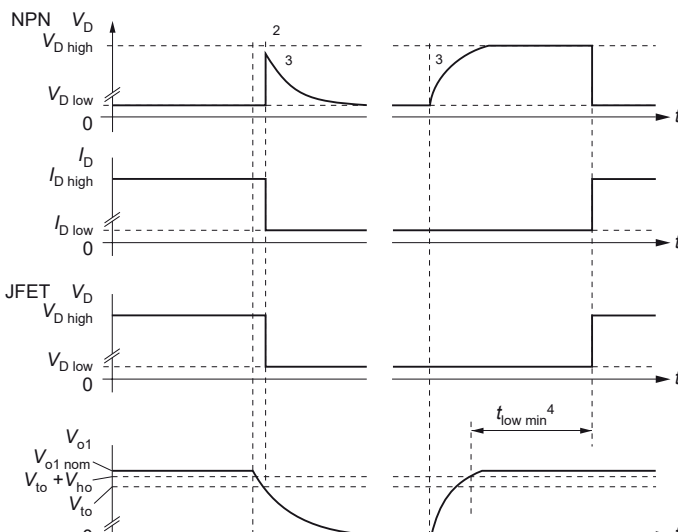 NPN V_D
V_D high
2
3
3
V_D low
0
t
I_D
I_D high
I_D low
0
t
JFET V_D
V_D high
V_D low
0
t
t_low min^4
V_o1
V_o1 nom
V_to + V_ho
V_to
0
t